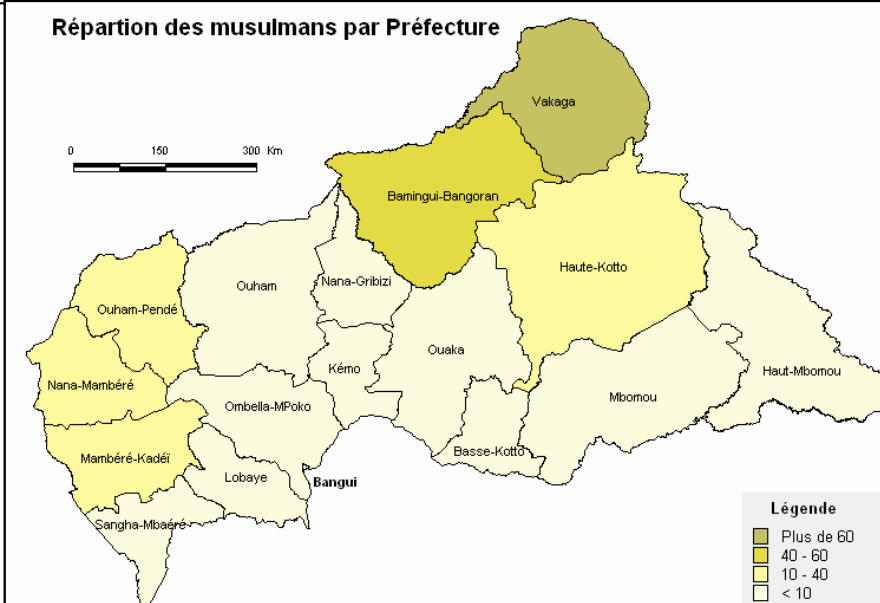 Répartion des musulmans par Préfecture
0 150 300 Km
Vakaga
Bamingui-Bangoran
Haute-Kotto
Ouham
Nana-Gribizi
Ouham-Pendé
Ouaka
Kémo
Haut-Mbomou
Nana-Mambéré
Mbomou
Ombella-MPoko
Basse-Kotto
Mambéré-Kadéï
Lobaye
Bangui
Sangha-Mbaéré
Légende
Plus de 60
40 - 60
10 - 40
< 10